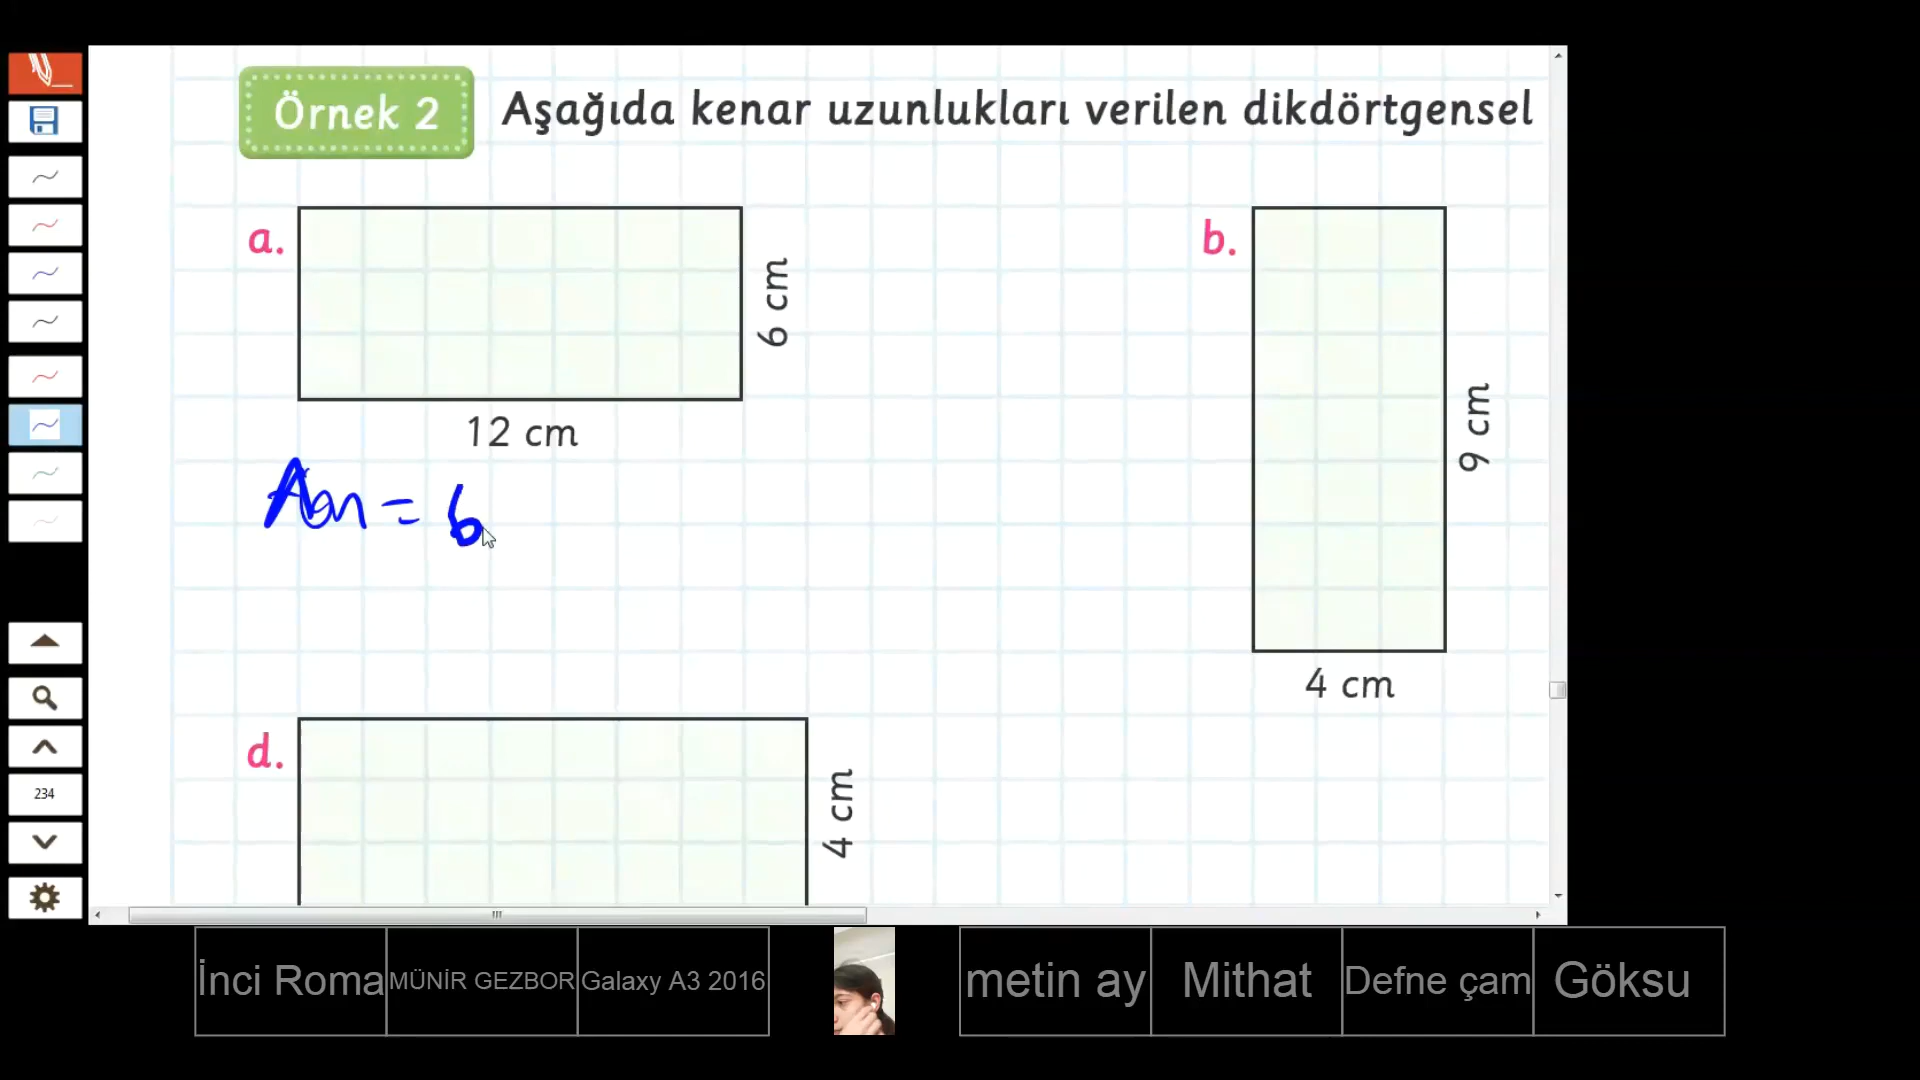 Örnek 2 Aşağıda kenar uzunlukları verilen dikdörtgensel
a.
6 cm
12 cm
b.
9 cm
4 cm
Alan = 6
d.
4 cm
234
İnci Roma
MÜNİR GEZBOR
Galaxy A3 2016
metin ay
Mithat
Defne çam
Göksu